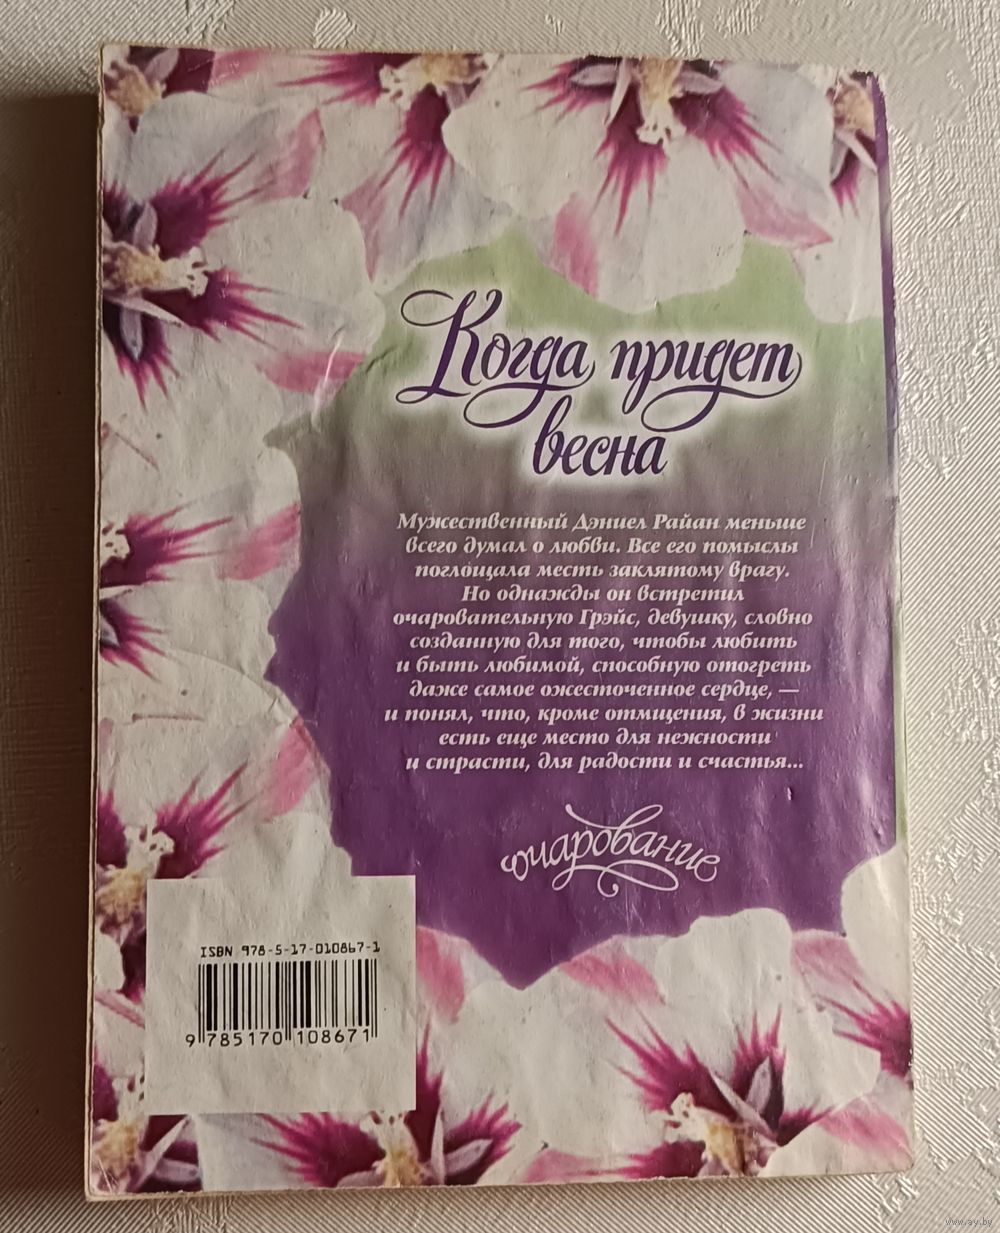 Когда придет
весна
Мужественный Дэниел Райан меньше
всего думал о любви. Все его помыслы
поглощала месть заклятому врагу.
Но однажды он встретил
очаровательную Грэйс, девушку, словно
созданную для того, чтобы любить
и быть любимой, способную отогреть
даже самое ожесточенное сердце, —
и понял, что, кроме отмщения, в жизни
есть еще место для нежности
и страсти, для радости и счастья...
очарование
ISBN 978-5-17-010867-1
9 785170 108671
www.ay.by